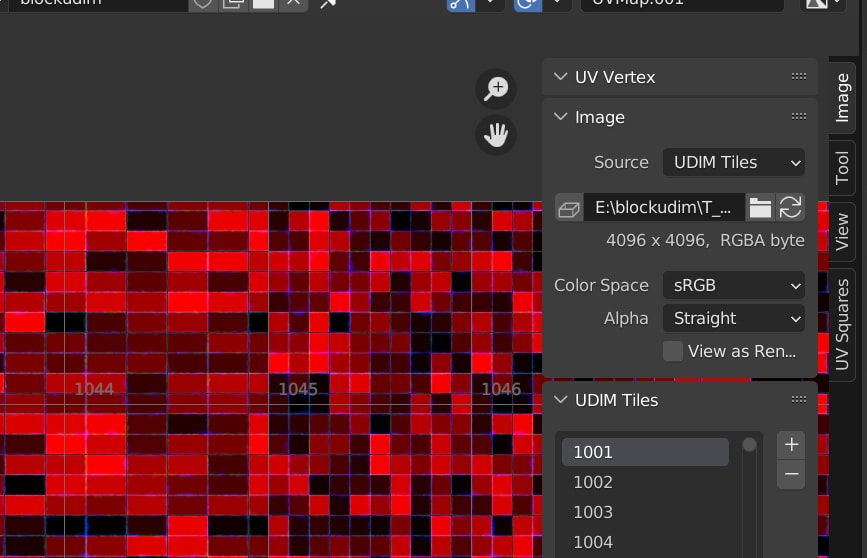 blockudim
UVMap.001
UV Vertex
Image
Source
UDIM Tiles
E:\blockudim\T_...
4096 x 4096,  RGBA byte
Color Space
sRGB
Alpha
Straight
View as Ren...
UDIM Tiles
1001
1002
1003
1004
Image
Tool
View
UV Squares
1044
1045
1046